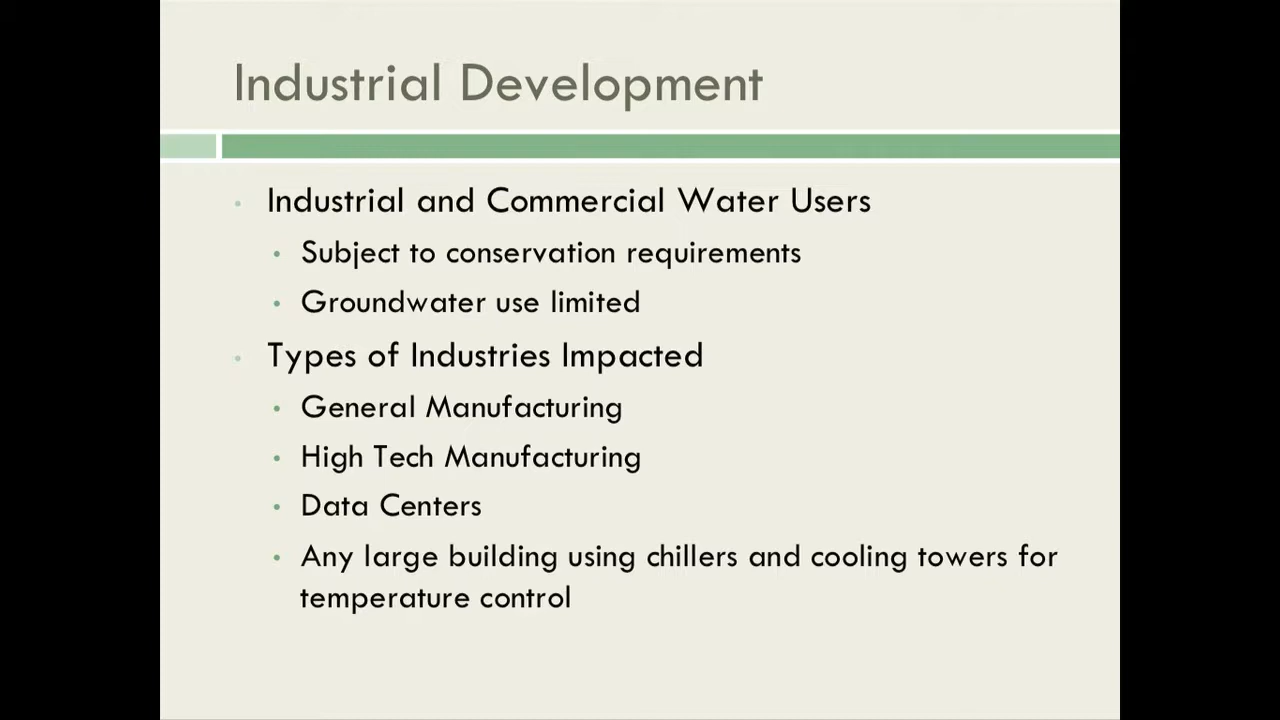 Industrial Development
• Industrial and Commercial Water Users
• Subject to conservation requirements
• Groundwater use limited
• Types of Industries Impacted
• General Manufacturing
• High Tech Manufacturing
• Data Centers
• Any large building using chillers and cooling towers for
temperature control